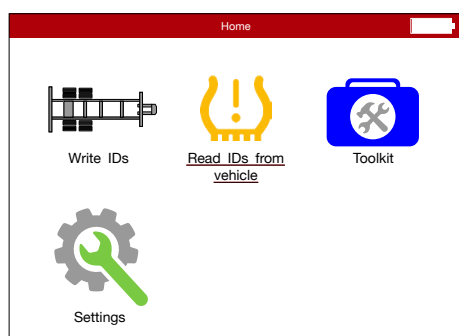 Home
Write IDs
Read IDs from
vehicle
Toolkit
Settings